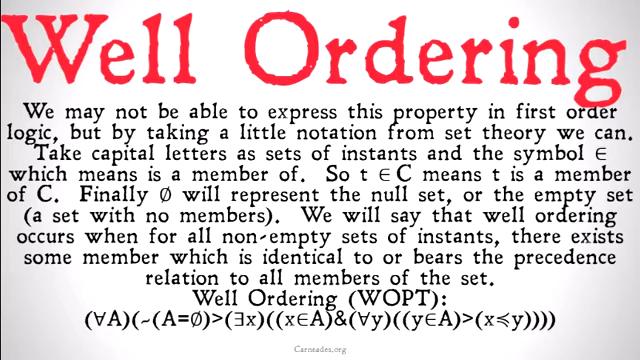 Well Ordering
We may not be able to express this property in first order
logic, but by taking a little notation from set theory we can.
Take capital letters as sets of instants and the symbol ∈
which means is a member of.  So t ∈ C means t is a member
of C.  Finally ∅ will represent the null set, or the empty set
(a set with no members).  We will say that well ordering
occurs when for all non-empty sets of instants, there exists
some member which is identical to or bears the precedence
relation to all members of the set.
Well Ordering (WOPT):
(∀A)(~(A=∅)>(∃x)((x∈A)&(∀y)((y∈A)>(x≼y))))
Carneades.org